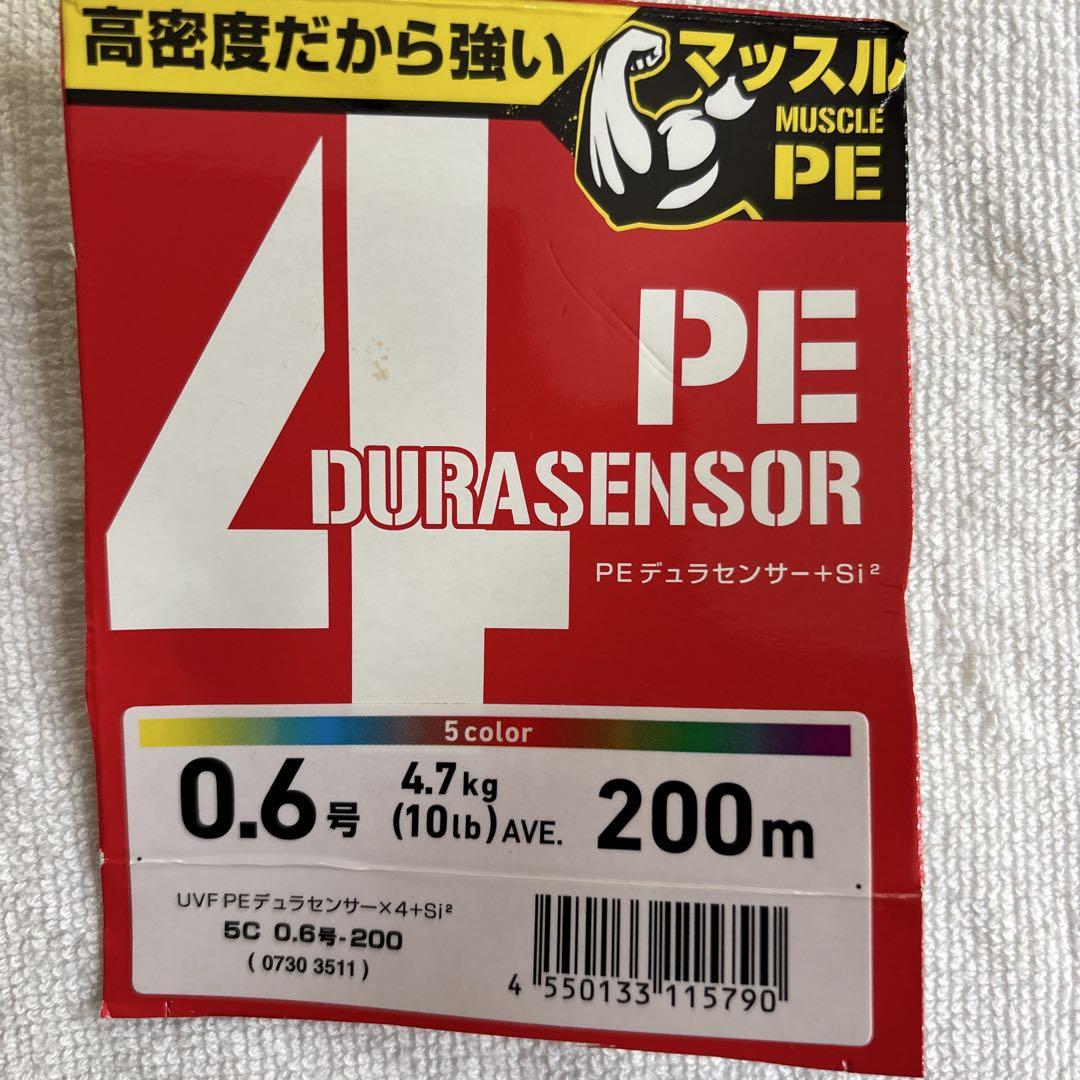 高密度だから強い
マッスル
MUSCLE
PE
4
PE
DURASENSOR
PEデュラセンサー+Si²
5 color
0.6号 4.7kg (10lb) AVE. 200m
UVF PEデュラセンサー×4+Si²
5C 0.6号-200
( 0730 3511 )
4 550133 115790